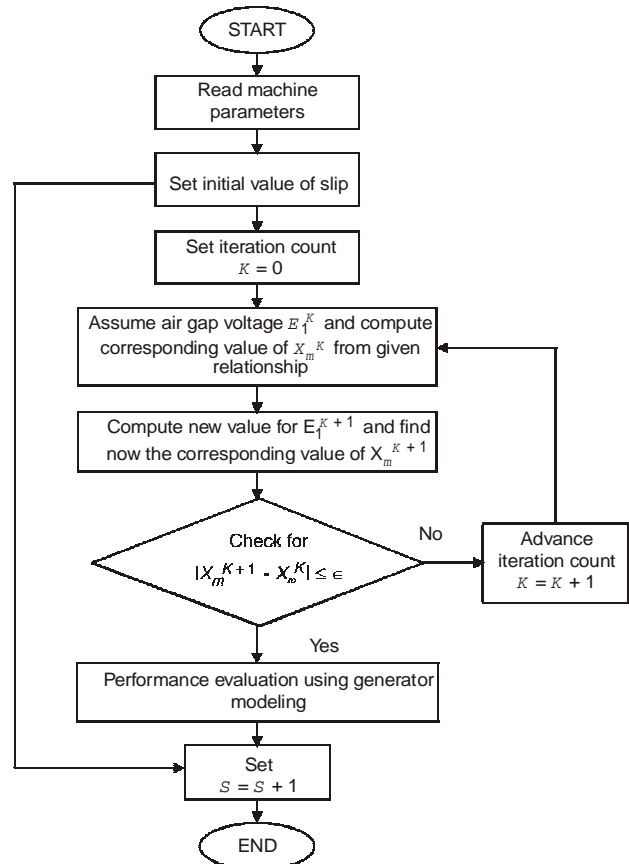 START
Read machine
parameters
Set initial value of slip
Set iteration count
K = 0
Assume air gap voltage E₁ᴷ and compute
corresponding value of Xₘᴷ from given
relationship
Compute new value for E₁ᴷ⁺¹ and find
now the corresponding value of Xₘᴷ⁺¹
Check for
|Xₘᴷ⁺¹ - Xₘᴷ| ≤ ∈
No
Advance
iteration count
K = K + 1
Yes
Performance evaluation using generator
modeling
Set
S = S + 1
END